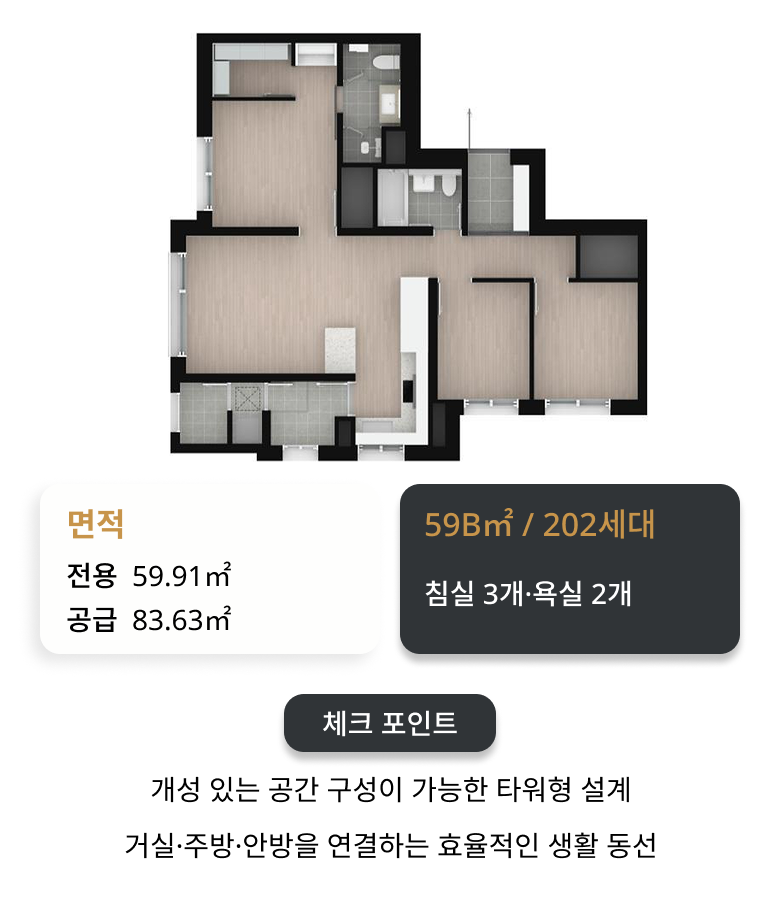 면적
전용 59.91㎡
공급 83.63㎡
59B㎡ / 202세대
침실 3개·욕실 2개
체크 포인트
개성 있는 공간 구성이 가능한 타워형 설계
거실·주방·안방을 연결하는 효율적인 생활 동선